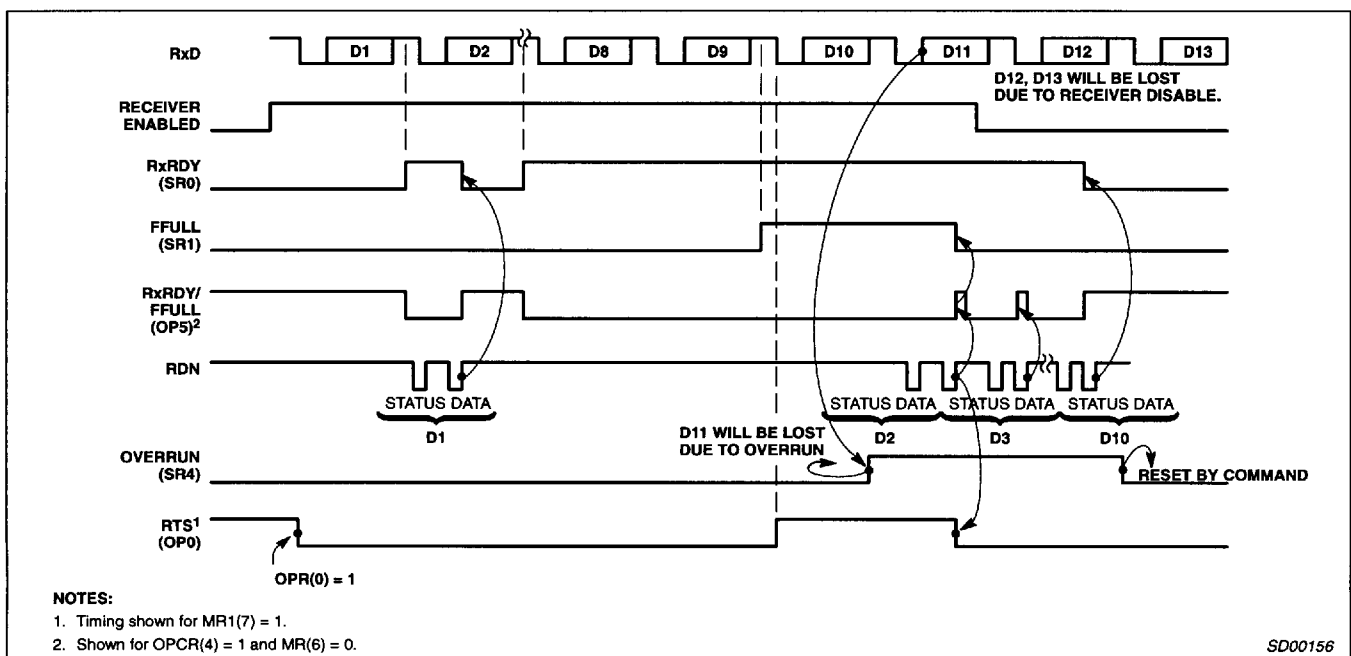 RxD
D1
D2
D8
D9
D10
D11
D12
D13
D12, D13 WILL BE LOST
DUE TO RECEIVER DISABLE.
RECEIVER
ENABLED
RxRDY
(SR0)
FFULL
(SR1)
RxRDY/
FFULL
(OP5)2
RDN
STATUS DATA
D1
STATUS DATA
D2
STATUS DATA
D3
STATUS DATA
D10
D11 WILL BE LOST
DUE TO OVERRUN
OVERRUN
(SR4)
RESET BY COMMAND
RTS1
(OP0)
OPR(0) = 1
NOTES:
1. Timing shown for MR1(7) = 1.
2. Shown for OPCR(4) = 1 and MR(6) = 0.
SD00156